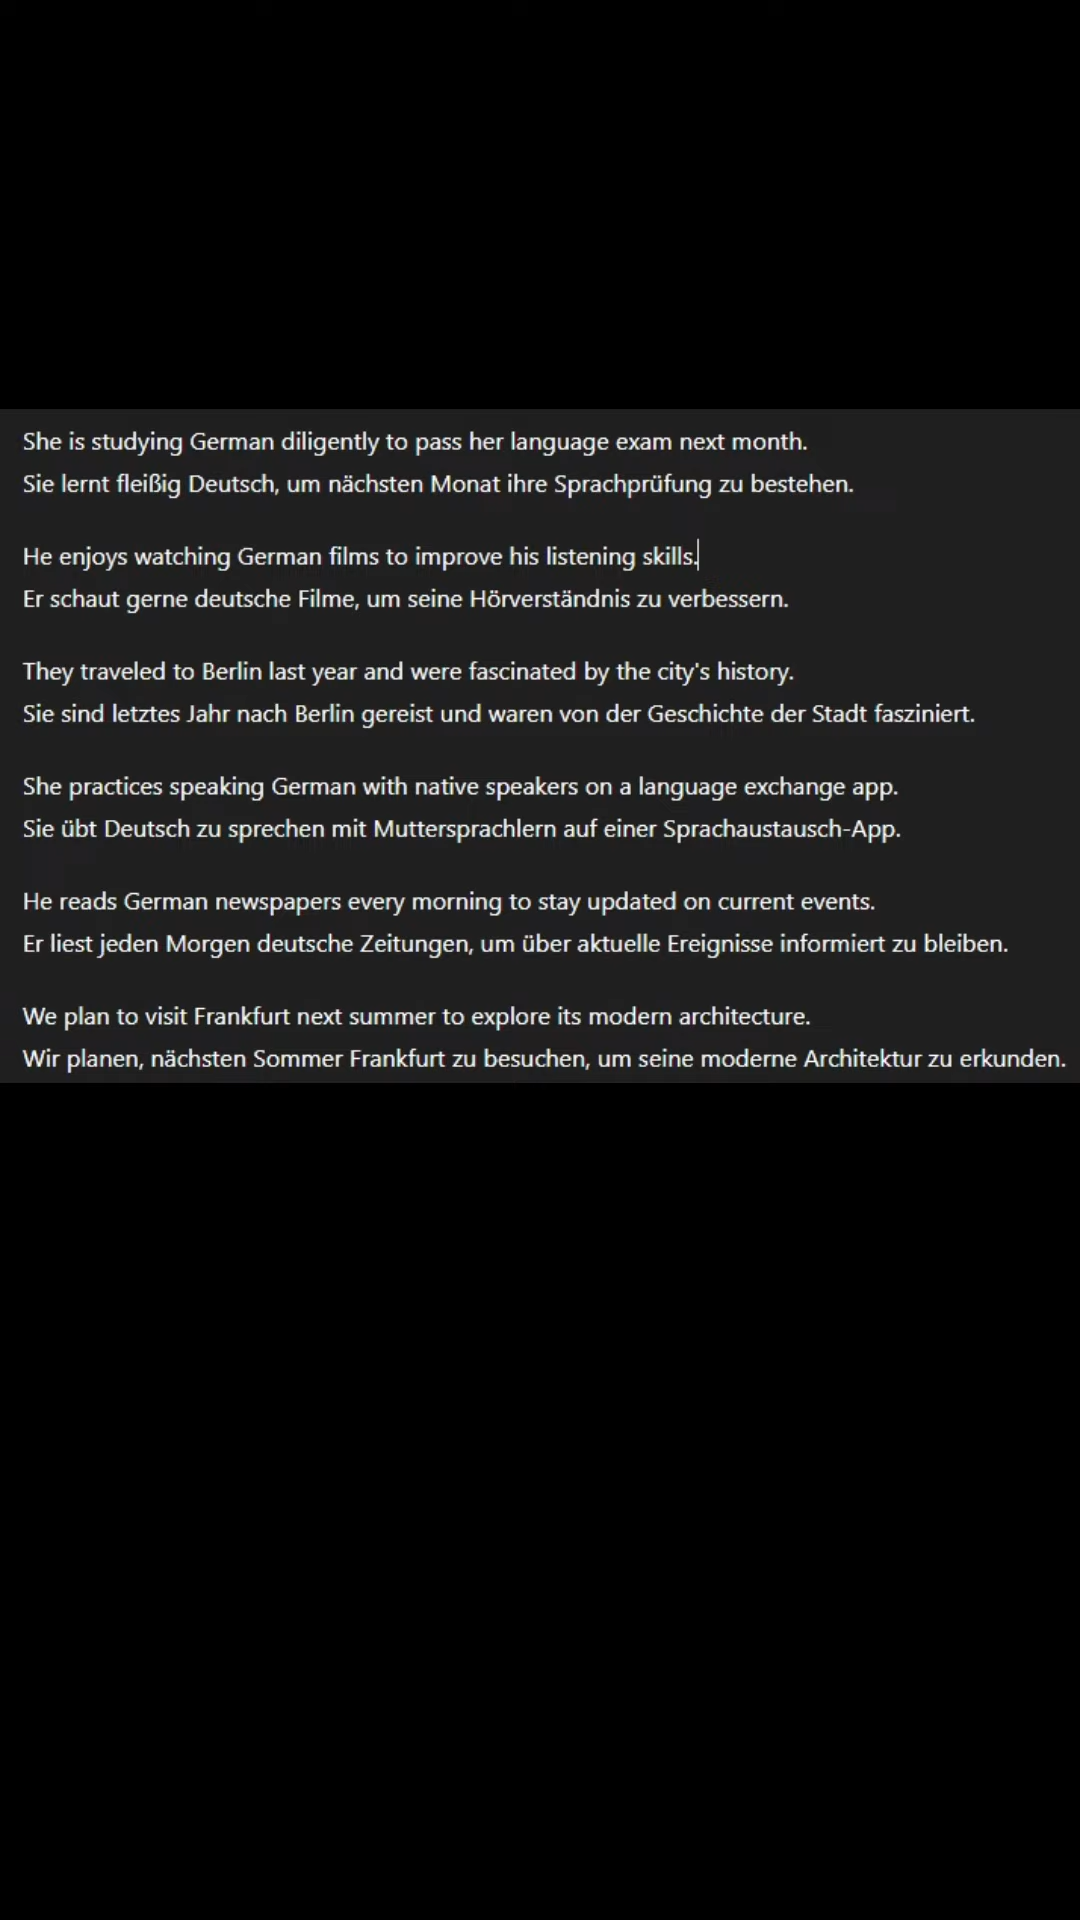 She is studying German diligently to pass her language exam next month.
Sie lernt fleißig Deutsch, um nächsten Monat ihre Sprachprüfung zu bestehen.
He enjoys watching German films to improve his listening skills.
Er schaut gerne deutsche Filme, um seine Hörverständnis zu verbessern.
They traveled to Berlin last year and were fascinated by the city's history.
Sie sind letztes Jahr nach Berlin gereist und waren von der Geschichte der Stadt fasziniert.
She practices speaking German with native speakers on a language exchange app.
Sie übt Deutsch zu sprechen mit Muttersprachlern auf einer Sprachaustausch-App.
He reads German newspapers every morning to stay updated on current events.
Er liest jeden Morgen deutsche Zeitungen, um über aktuelle Ereignisse informiert zu bleiben.
We plan to visit Frankfurt next summer to explore its modern architecture.
Wir planen, nächsten Sommer Frankfurt zu besuchen, um seine moderne Architektur zu erkunden.